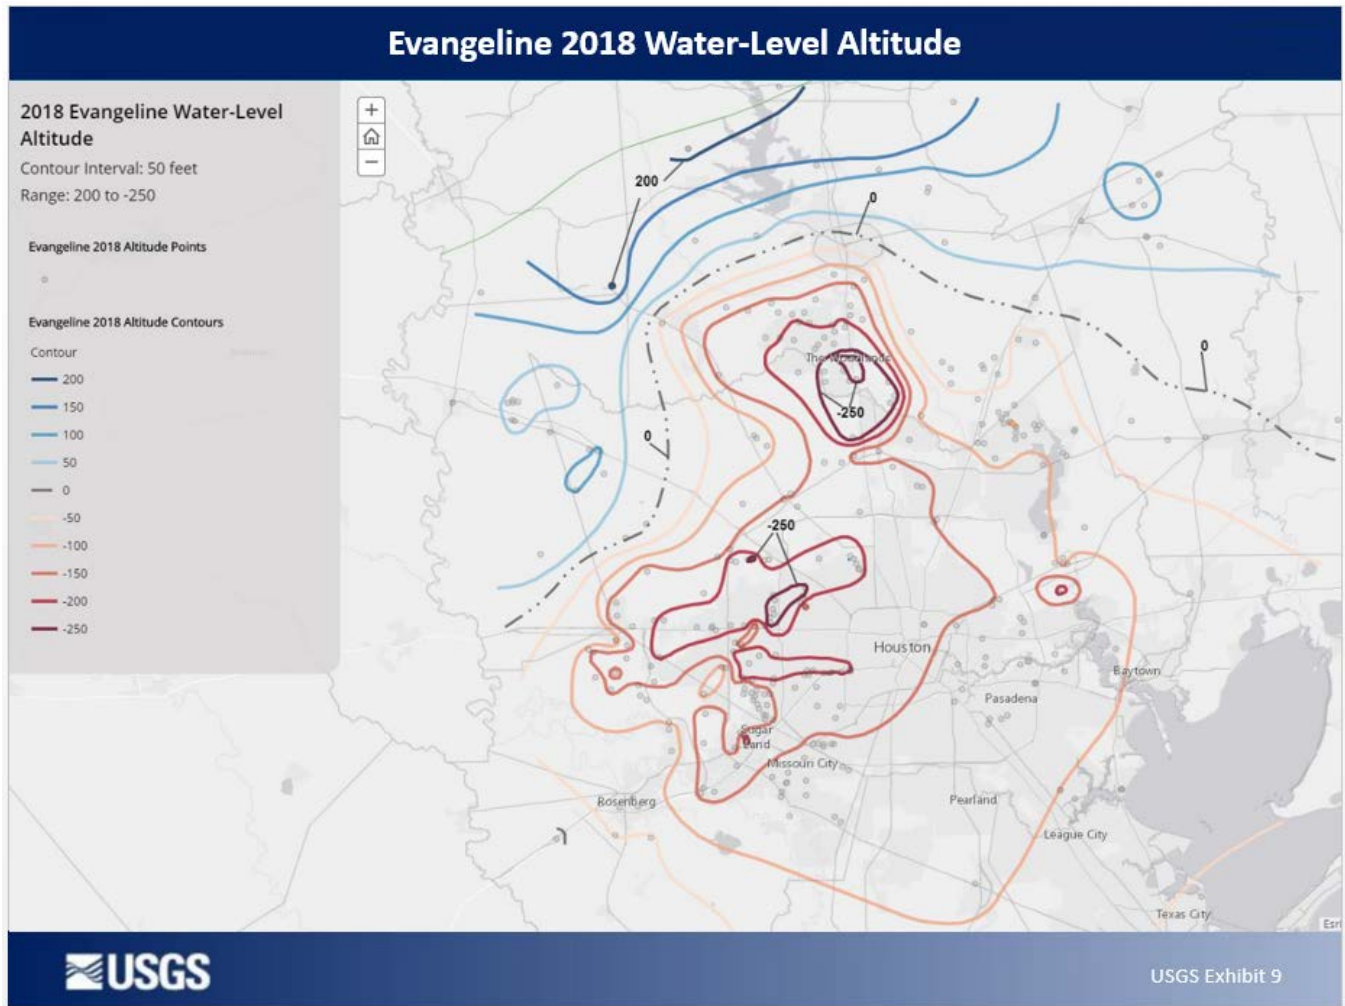 Evangeline 2018 Water-Level Altitude
2018 Evangeline Water-Level
Altitude
Contour Interval: 50 feet
Range: 200 to -250
Evangeline 2018 Altitude Points
Evangeline 2018 Altitude Contours
Contour
200
150
100
50
0
-50
-100
-150
-200
-250
+
−
200
0
0
The Woodlands
-250
0
-250
Houston
Baytown
Pasadena
Sugar
Land
Missouri City
Rosenberg
Pearland
League City
Texas City
Esri
USGS
USGS Exhibit 9